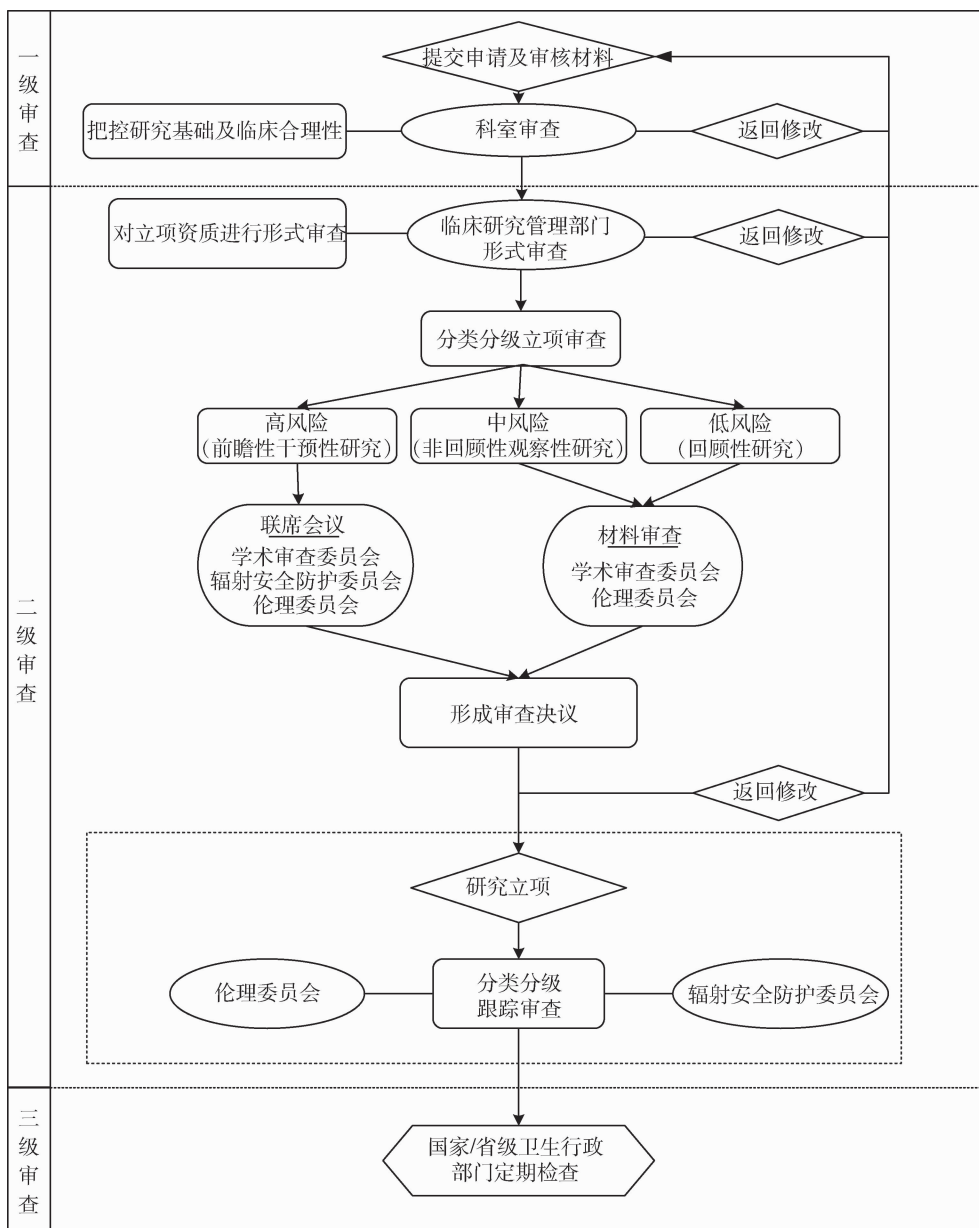 一级审查
提交申请及审核材料
把控研究基础及临床合理性
科室审查
返回修改
二级审查
对立项资质进行形式审查
临床研究管理部门
形式审查
返回修改
分类分级立项审查
高风险
(前瞻性干预性研究)
中风险
(非回顾性观察性研究)
低风险
(回顾性研究)
联席会议
学术审查委员会
辐射安全防护委员会
伦理委员会
材料审查
学术审查委员会
伦理委员会
形成审查决议
返回修改
研究立项
伦理委员会
分类分级
跟踪审查
辐射安全防护委员会
三级审查
国家/省级卫生行政
部门定期检查